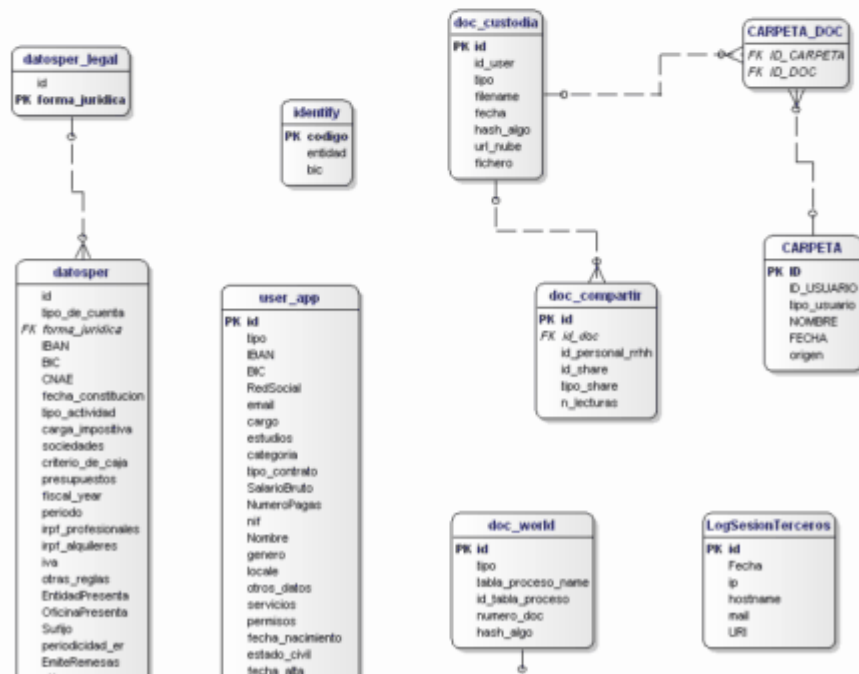 datosper_legal
id
PK forma_juridica
identify
PK codigo
entidad
bic
doc_custodia
PK id
id_user
tipo
filename
fecha
hash_algo
url_nube
fichero
CARPETA_DOC
FK ID_CARPETA
FK ID_DOC
datosper
id
tipo_de_cuenta
FK forma_juridica
IBAN
BIC
CNAE
fecha_constitucion
tipo_actividad
carga_impositiva
sociedades
criterio_de_caja
presupuestos
fiscal_year
periodo
irpf_profesionales
irpf_alquileres
iva
otras_reglas
EntidadPresenta
OficinaPresenta
Sufijo
periodicidad_er
EmiteRemesas
user_app
PK id
tipo
IBAN
BIC
RedSocial
email
cargo
estudios
categoria
tipo_contrato
SalarioBruto
NumeroPagas
nif
Nombre
genero
locale
otros_datos
servicios
permisos
fecha_nacimiento
estado_civil
fecha_alta
doc_compartir
PK id
FK id_doc
id_personal_rrhh
id_share
tipo_share
n_lecturas
CARPETA
PK ID
ID_USUARIO
tipo_usuario
NOMBRE
FECHA
origen
doc_world
PK id
tipo
tabla_proceso_name
id_tabla_proceso
numero_doc
hash_algo
LogSesionTerceros
PK id
Fecha
ip
hostname
mail
URI